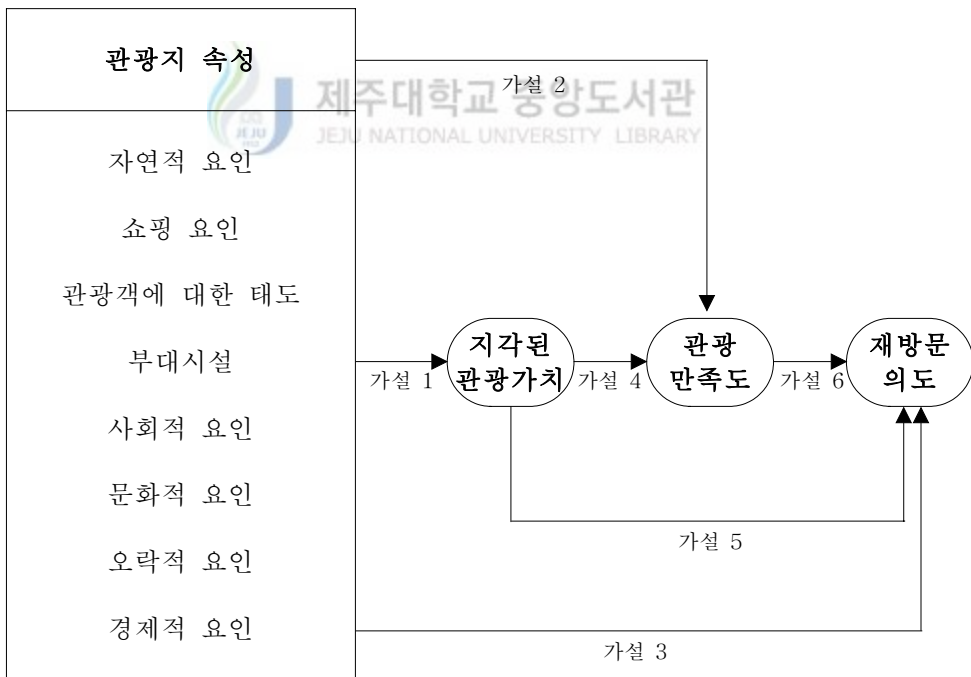 관광지 속성
가설 2
제주대학교 중앙도서관
JEJU NATIONAL UNIVERSITY LIBRARY
JEJU
1952
자연적 요인
쇼핑 요인
관광객에 대한 태도
부대시설
사회적 요인
문화적 요인
오락적 요인
경제적 요인
가설 1
지각된
관광가치
가설 4
관광
만족도
가설 6
재방문
의도
가설 5
가설 3